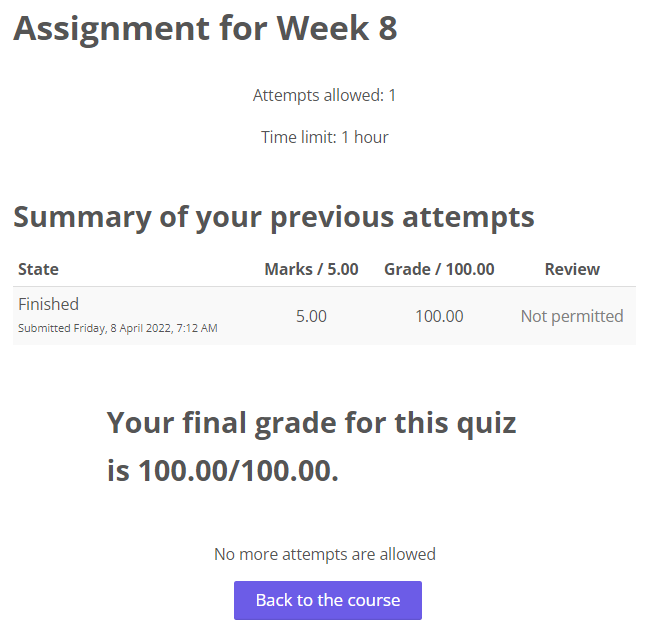 Assignment for Week 8
Attempts allowed: 1
Time limit: 1 hour
Summary of your previous attempts
State Marks / 5.00 Grade / 100.00 Review
Finished
Submitted Friday, 8 April 2022, 7:12 AM
5.00 100.00 Not permitted
Your final grade for this quiz
is 100.00/100.00.
No more attempts are allowed
Back to the course